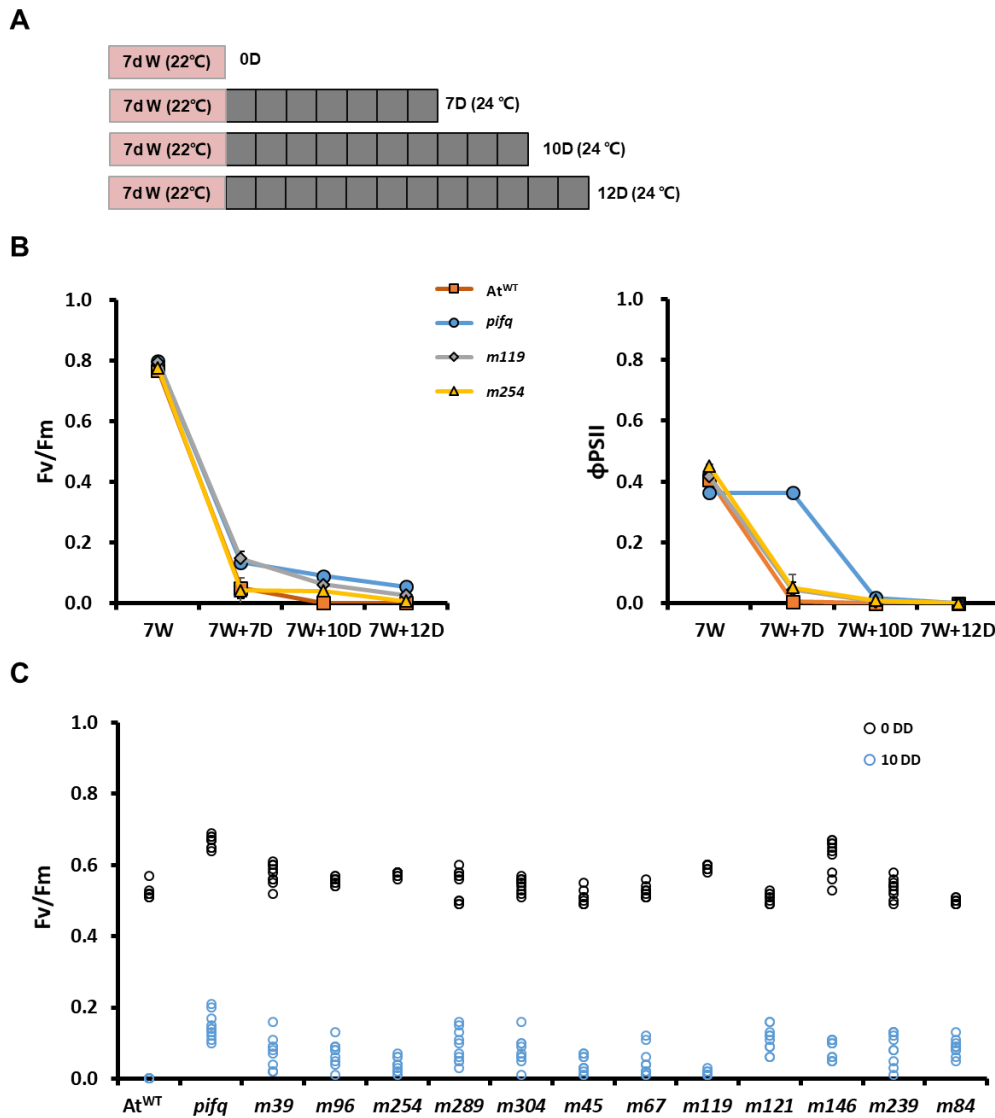 A
7d W (22℃)
0D
7d W (22℃)
7D (24 ℃)
7d W (22℃)
10D (24 ℃)
7d W (22℃)
12D (24 ℃)
B
1.0
0.8
0.6
0.4
0.2
0.0
Fv/Fm
7W 7W+7D 7W+10D 7W+12D
AtWT
pifq
m119
m254
1.0
0.8
0.6
0.4
0.2
0.0
ϕPSII
7W 7W+7D 7W+10D 7W+12D
C
1.0
0.8
0.6
0.4
0.2
0.0
Fv/Fm
0 DD
10 DD
AtWT pifq m39 m96 m254 m289 m304 m45 m67 m119 m121 m146 m239 m84